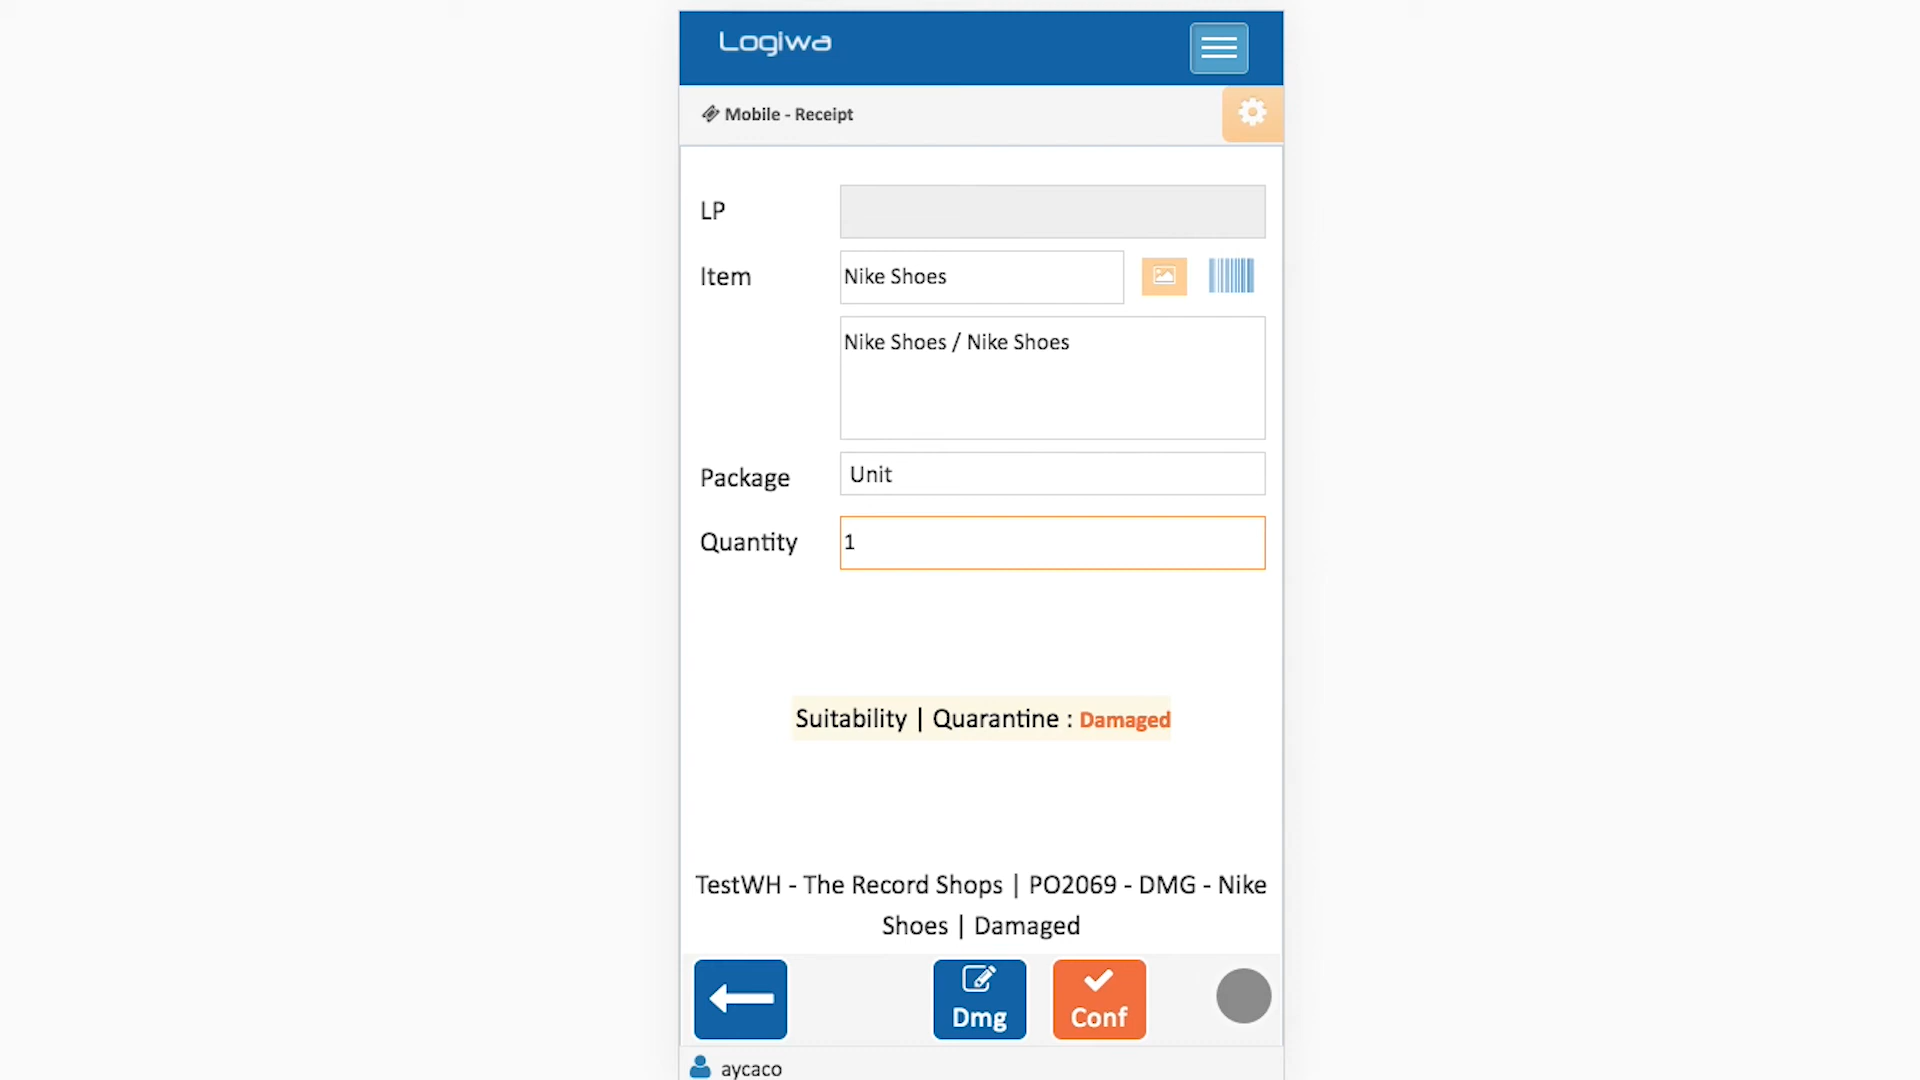 Logiwa
Mobile - Receipt
LP
Item
Nike Shoes
Nike Shoes / Nike Shoes
Package
Unit
Quantity
1
Suitability | Quarantine : Damaged
TestWH - The Record Shops | PO2069 - DMG - Nike
Shoes | Damaged
Dmg
Conf
aycaco